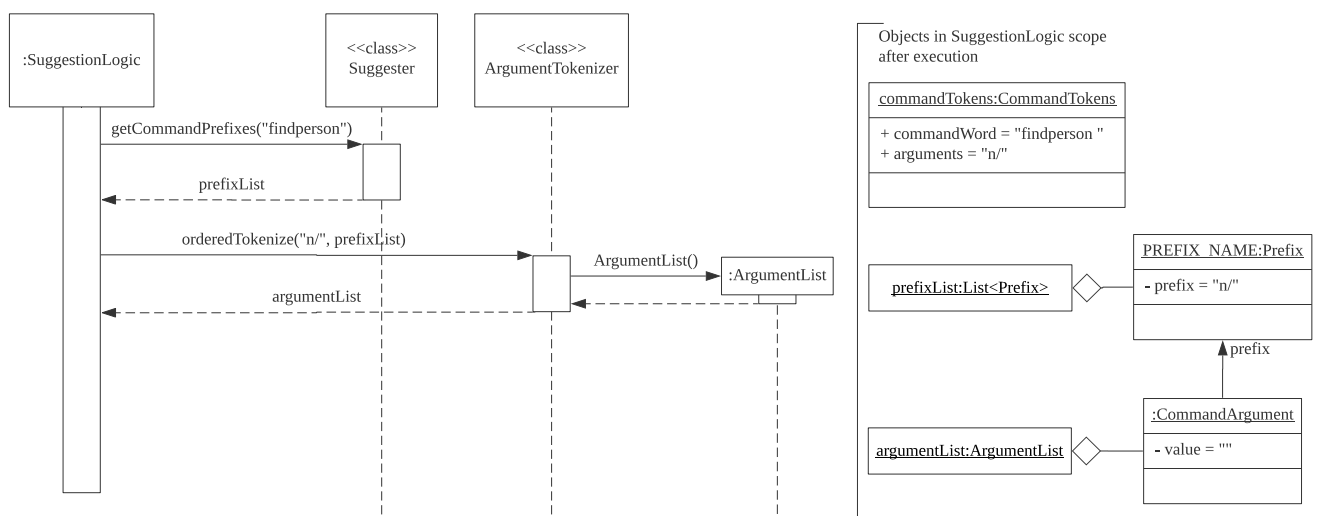 :SuggestionLogic
<<class>>
Suggester
<<class>>
ArgumentTokenizer
getCommandPrefixes("findperson")
prefixList
orderedTokenize("n/", prefixList)
ArgumentList()
:ArgumentList
argumentList
Objects in SuggestionLogic scope
after execution
commandTokens:CommandTokens
+ commandWord = "findperson "
+ arguments = "n/"
PREFIX_NAME:Prefix
- prefix = "n/"
prefixList:List<Prefix>
prefix
:CommandArgument
- value = ""
argumentList:ArgumentList